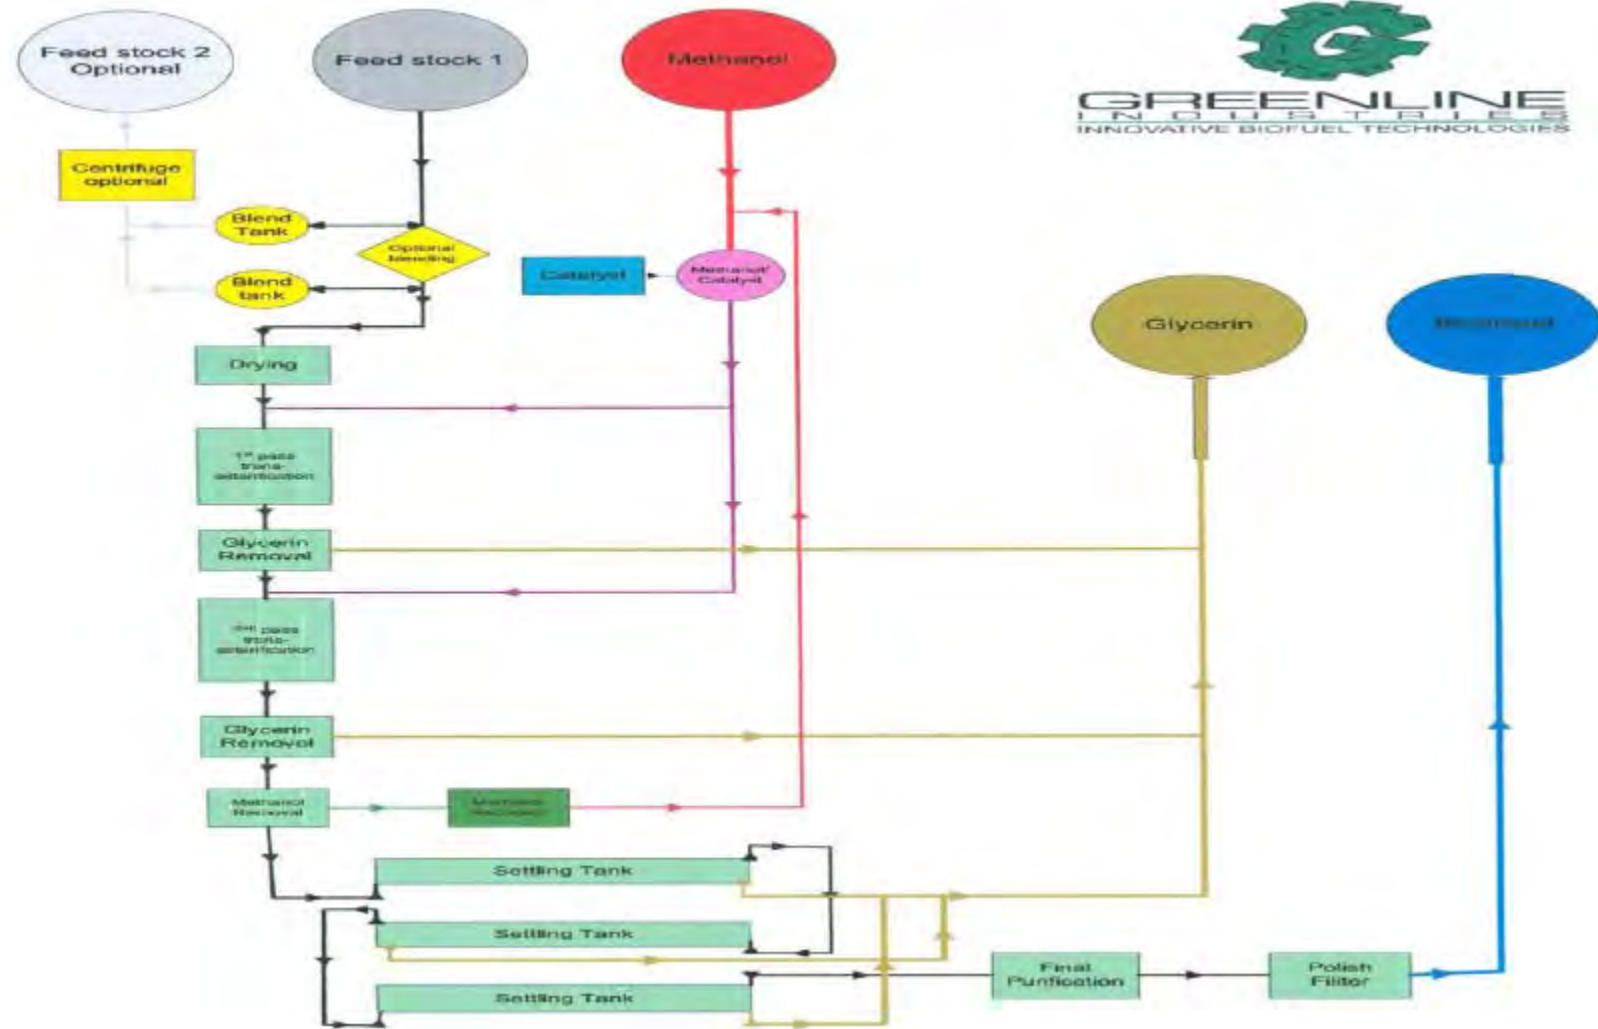 Feed stock 2
Optional
Feed stock 1
Methanol
GREENLINE
INDUSTRIES
INNOVATIVE BIOFUEL TECHNOLOGIES
Centrifuge
optional
Blend
Tank
Optional
blending
Blend
tank
Catalyst
Methanol/
Catalyst
Glycerin
Drying
1st pass
trans-
esterification
Glycerin
Removal
pass
trans-
esterification
Glycerin
Removal
Methanol
Removal
Settling Tank
Settling Tank
Settling Tank
Final
Purification
Polish
Filter